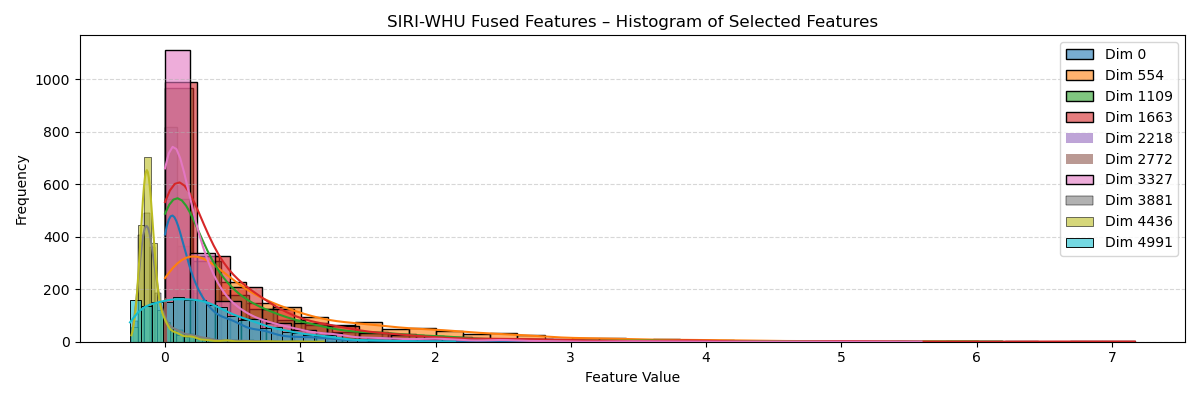 SIRI-WHU Fused Features – Histogram of Selected Features
Frequency
1000
800
600
400
200
0
0 1 2 3 4 5 6 7
Feature Value
Dim 0
Dim 554
Dim 1109
Dim 1663
Dim 2218
Dim 2772
Dim 3327
Dim 3881
Dim 4436
Dim 4991